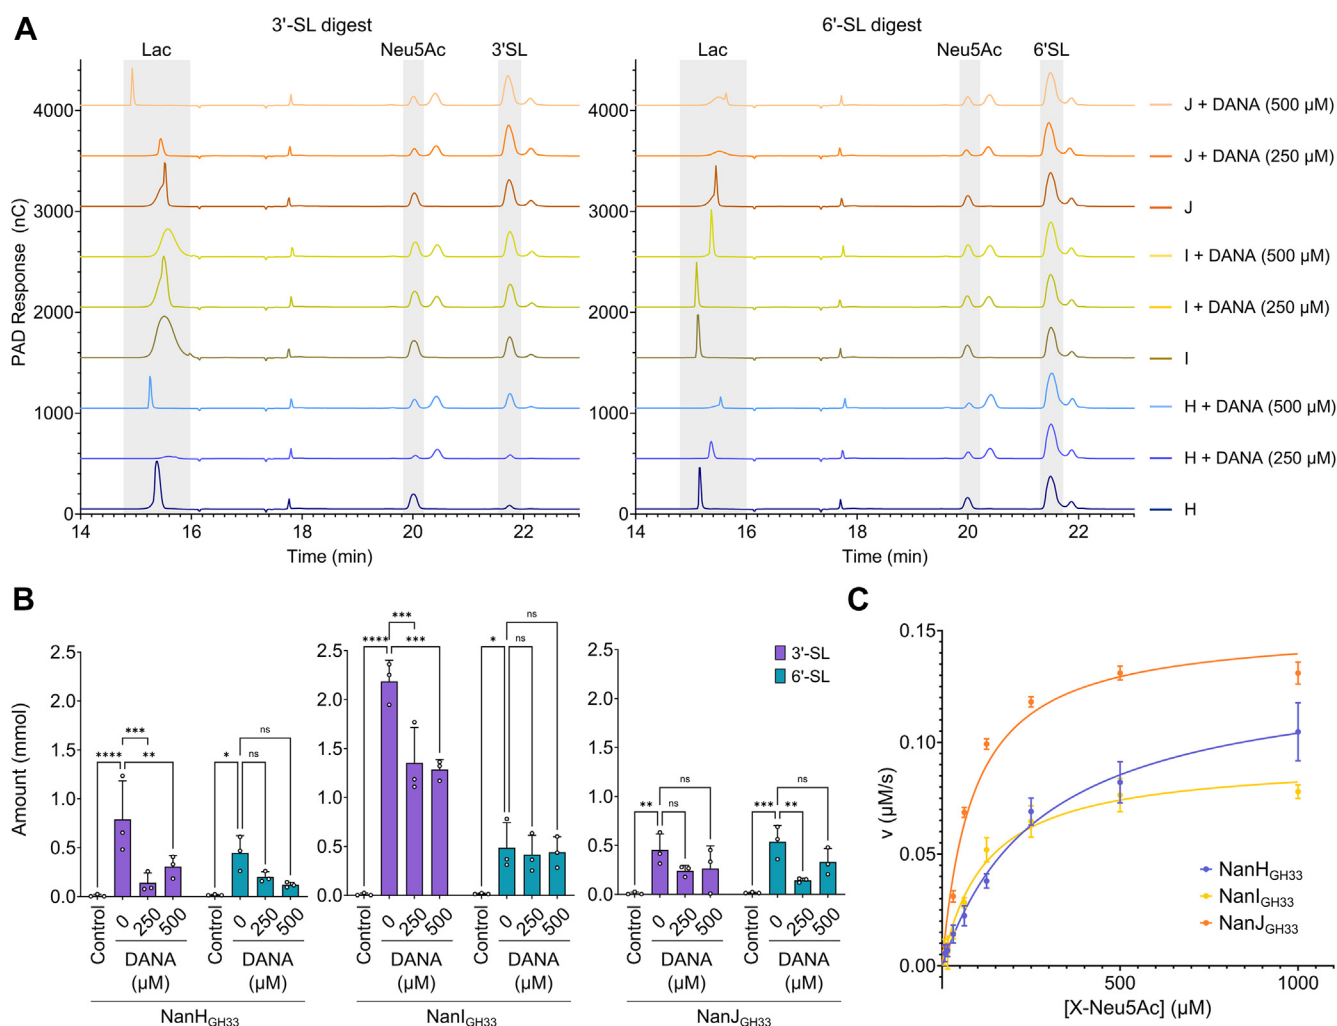 A
3'-SL digest
6'-SL digest
Lac
Neu5Ac
3'SL
Lac
Neu5Ac
6'SL
PAD Response (nC)
4000
3000
2000
1000
0
14
16
18
20
22
Time (min)
4000
3000
2000
1000
0
14
16
18
20
22
Time (min)
J + DANA (500 μM)
J + DANA (250 μM)
J
I + DANA (500 μM)
I + DANA (250 μM)
I
H + DANA (500 μM)
H + DANA (250 μM)
H
B
Amount (mmol)
2.5
2.0
1.5
1.0
0.5
0.0
****
***
**
*
ns
ns
Control
0
250
500
Control
0
250
500
DANA
(μM)
DANA
(μM)
NanHGH33
2.5
2.0
1.5
1.0
0.5
0.0
****
***
***
*
ns
ns
Control
0
250
500
Control
0
250
500
DANA
(μM)
DANA
(μM)
NanIGH33
2.5
2.0
1.5
1.0
0.5
0.0
**
ns
ns
***
**
ns
3'-SL
6'-SL
Control
0
250
500
Control
0
250
500
DANA
(μM)
DANA
(μM)
NanJGH33
C
v (μM/s)
0.15
0.10
0.05
0.00
500
1000
[X-Neu5Ac] (μM)
NanHGH33
NanIGH33
NanJGH33